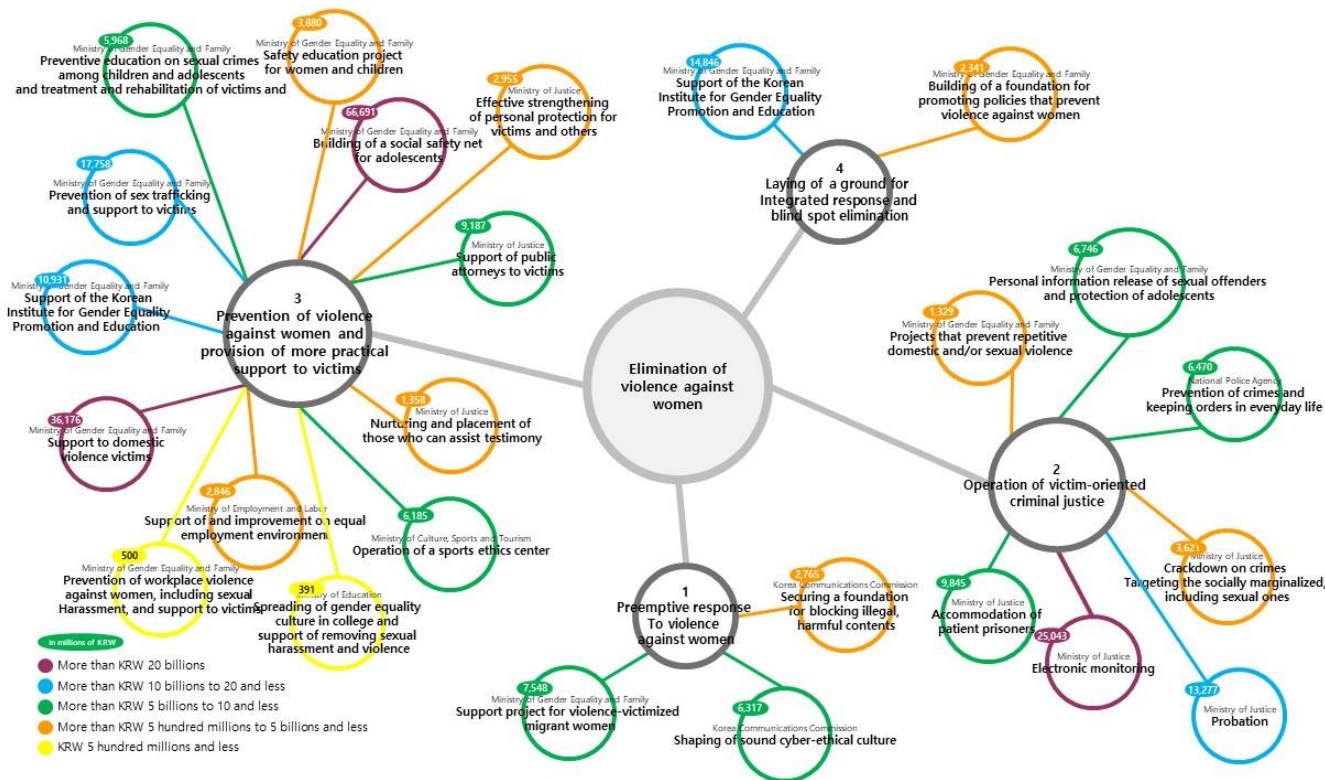 5,968
Ministry of Gender Equality and Family
Preventive education on sexual crimes
among children and adolescents
and treatment and rehabilitation of victims and
3,880
Ministry of Gender Equality and Family
Safety education project
for women and children
2,955
Ministry of Justice
Effective strengthening
of personal protection for
victims and others
66,691
Ministry of Gender Equality and Family
Building of a social safety net
for adolescents
17,758
Ministry of Gender Equality and Family
Prevention of sex trafficking
and support to victims
9,187
Ministry of Justice
Support of public
attorneys to victims
10,931
Ministry of Gender Equality and Family
Support of the Korean
Institute for Gender Equality
Promotion and Education
3
Prevention of violence
against women and
provision of more practical
support to victims
36,176
Ministry of Gender Equality and Family
Support to domestic
violence victims
1,358
Ministry of Justice
Nurturing and placement of
those who can assist testimony
2,846
Ministry of Employment and Labor
Support of and improvement on equal
employment environment
6,185
Ministry of Culture, Sports and Tourism
Operation of a sports ethics center
500
Ministry of Gender Equality and Family
Prevention of workplace violence
against women, including sexual
Harassment, and support to victims
391
Ministry of Education
Spreading of gender equality
culture in college and
support of removing sexual
harassment and violence
14,846
Ministry of Gender Equality and Family
Support of the Korean
Institute for Gender Equality
Promotion and Education
2,341
Ministry of Gender Equality and Family
Building of a foundation for
promoting policies that prevent
violence against women
4
Laying of a ground for
Integrated response and
blind spot elimination
Elimination of
violence against
women
6,746
Ministry of Gender Equality and Family
Personal information release of sexual offenders
and protection of adolescents
1,329
Ministry of Gender Equality and Family
Projects that prevent repetitive
domestic and/or sexual violence
6,470
National Police Agency
Prevention of crimes and
keeping orders in everyday life
2
Operation of victim-oriented
criminal justice
3,621
Ministry of Justice
Crackdown on crimes
Targeting the socially marginalized,
including sexual ones
9,845
Ministry of Justice
Accommodation of
patient prisoners
25,043
Ministry of Justice
Electronic monitoring
13,277
Ministry of Justice
Probation
1
Preemptive response
To violence
against women
2,765
Korea Communications Commission
Securing a foundation
for blocking illegal,
harmful contents
7,548
Ministry of Gender Equality and Family
Support project for violence-victimized
migrant women
6,317
Korea Communications Commission
Shaping of sound cyber-ethical culture
In millions of KRW
More than KRW 20 billions
More than KRW 10 billions to 20 and less
More than KRW 5 billions to 10 and less
More than KRW 5 hundred millions to 5 billions and less
KRW 5 hundred millions and less